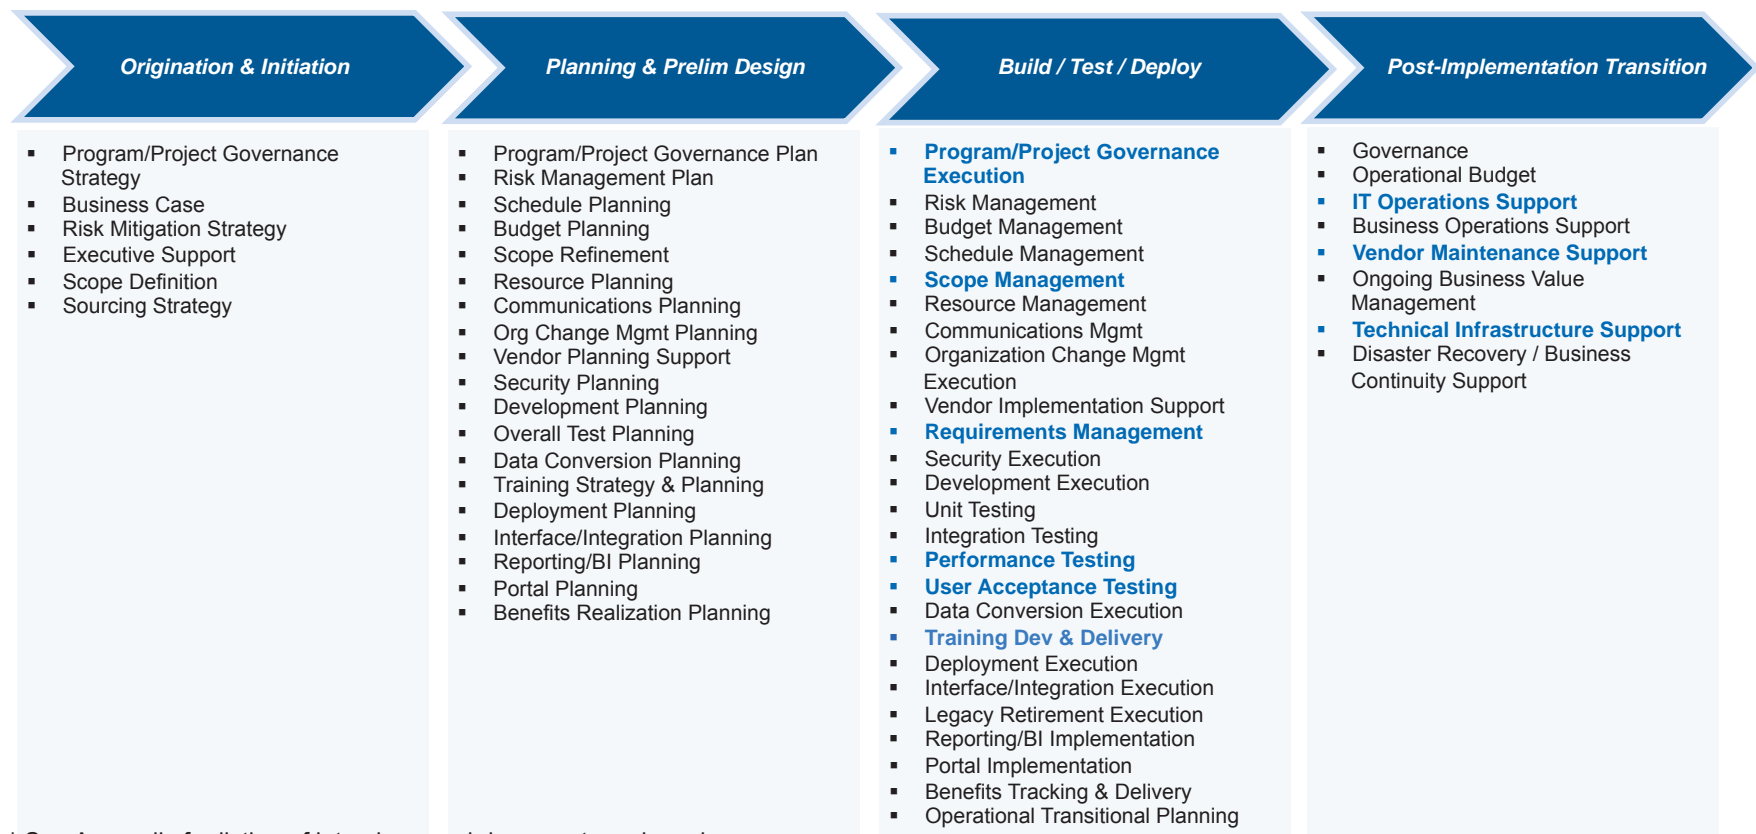 Origination & Initiation
Program/Project Governance
Strategy
Business Case
Risk Mitigation Strategy
Executive Support
Scope Definition
Sourcing Strategy
Planning & Prelim Design
Program/Project Governance Plan
Risk Management Plan
Schedule Planning
Budget Planning
Scope Refinement
Resource Planning
Communications Planning
Org Change Mgmt Planning
Vendor Planning Support
Security Planning
Development Planning
Overall Test Planning
Data Conversion Planning
Training Strategy & Planning
Deployment Planning
Interface/Integration Planning
Reporting/BI Planning
Portal Planning
Benefits Realization Planning
Build / Test / Deploy
Program/Project Governance
Execution
Risk Management
Budget Management
Schedule Management
Scope Management
Resource Management
Communications Mgmt
Organization Change Mgmt
Execution
Vendor Implementation Support
Requirements Management
Security Execution
Development Execution
Unit Testing
Integration Testing
Performance Testing
User Acceptance Testing
Data Conversion Execution
Training Dev & Delivery
Deployment Execution
Interface/Integration Execution
Legacy Retirement Execution
Reporting/BI Implementation
Portal Implementation
Benefits Tracking & Delivery
Operational Transitional Planning
Post-Implementation Transition
Governance
Operational Budget
IT Operations Support
Business Operations Support
Vendor Maintenance Support
Ongoing Business Value
Management
Technical Infrastructure Support
Disaster Recovery / Business
Continuity Support